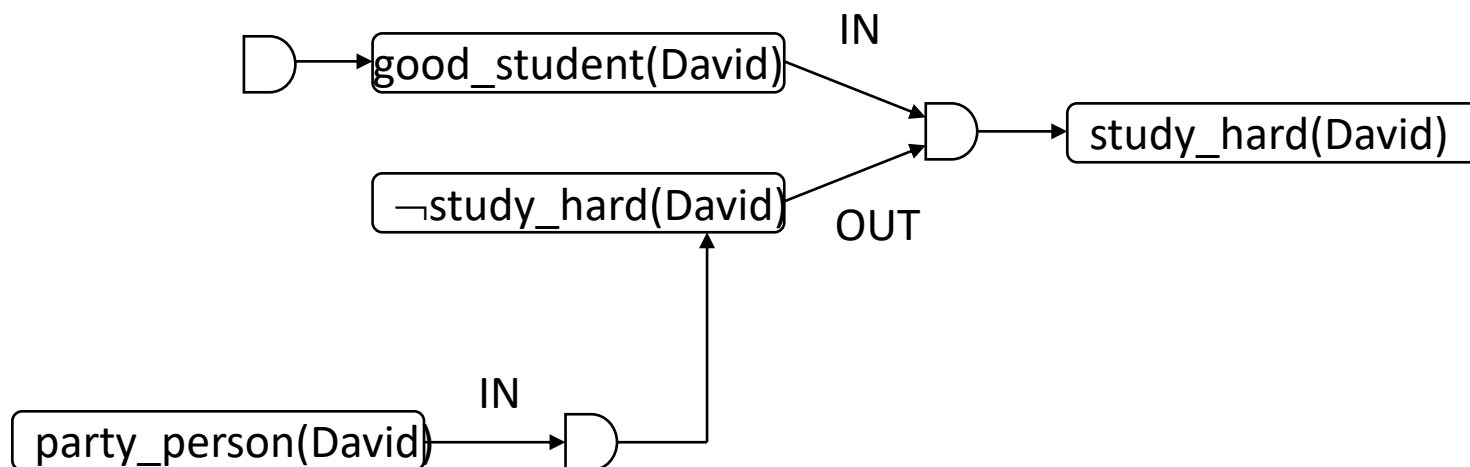 IN
good_student(David)
study_hard(David)
¬study_hard(David)
OUT
IN
party_person(David)